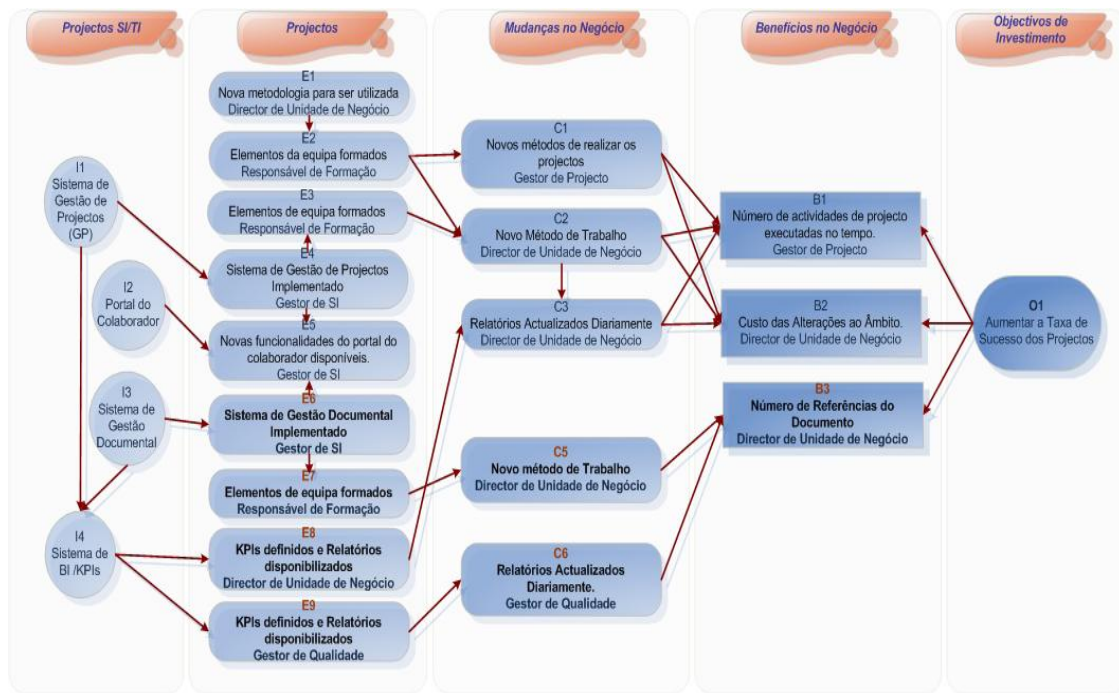 Projectos SI/TI
Projectos
Mudanças no Negócio
Benefícios no Negócio
Objectivos de
Investimento
I1
Sistema de
Gestão de
Projectos
(GP)
I2
Portal do
Colaborador
I3
Sistema de
Gestão
Documental
I4
Sistema de
BI /KPIs
E1
Nova metodologia para ser utilizada
Director de Unidade de Negócio
E2
Elementos da equipa formados
Responsável de Formação
E3
Elementos de equipa formados
Responsável de Formação
E4
Sistema de Gestão de Projectos
Implementado
Gestor de SI
E5
Novas funcionalidades do portal do
colaborador disponíveis.
Gestor de SI
E6
Sistema de Gestão Documental
Implementado
Gestor de SI
E7
Elementos de equipa formados
Responsável de Formação
E8
KPIs definidos e Relatórios
disponibilizados
Director de Unidade de Negócio
E9
KPIs definidos e Relatórios
disponibilizados
Gestor de Qualidade
C1
Novos métodos de realizar os
projectos
Gestor de Projecto
C2
Novo Método de Trabalho
Director de Unidade de Negócio
C3
Relatórios Actualizados Diariamente
Director de Unidade de Negócio
C5
Novo método de Trabalho
Director de Unidade de Negócio
C6
Relatórios Actualizados
Diariamente.
Gestor de Qualidade
B1
Número de actividades de projecto
executadas no tempo.
Gestor de Projecto
B2
Custo das Alterações ao Âmbito.
Director de Unidade de Negócio
B3
Número de Referências do
Documento
Director de Unidade de Negócio
O1
Aumentar a Taxa de
Sucesso dos Projectos